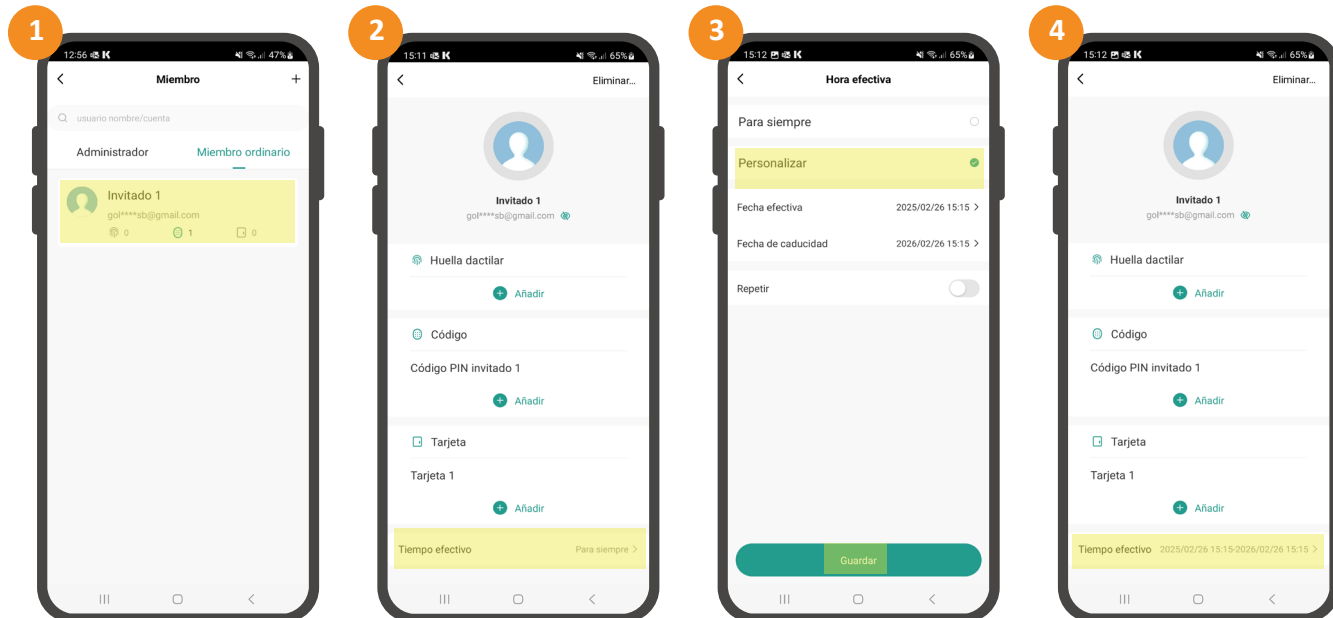 1
12:56 K 47%
Miembro +
usuario nombre/cuenta
Administrador Miembro ordinario
Invitado 1
gol****sb@gmail.com
0 1 0
2
15:11 K 65%
Eliminar...
Invitado 1
gol****sb@gmail.com
Huella dactilar
Añadir
Código
Código PIN invitado 1
Añadir
Tarjeta
Tarjeta 1
Añadir
Tiempo efectivo Para siempre >
3
15:12 K 65%
Hora efectiva
Para siempre
Personalizar
Fecha efectiva 2025/02/26 15:15 >
Fecha de caducidad 2026/02/26 15:15 >
Repetir
Guardar
4
15:12 K 65%
Eliminar...
Invitado 1
gol****sb@gmail.com
Huella dactilar
Añadir
Código
Código PIN invitado 1
Añadir
Tarjeta
Tarjeta 1
Añadir
Tiempo efectivo 2025/02/26 15:15-2026/02/26 15:15 >